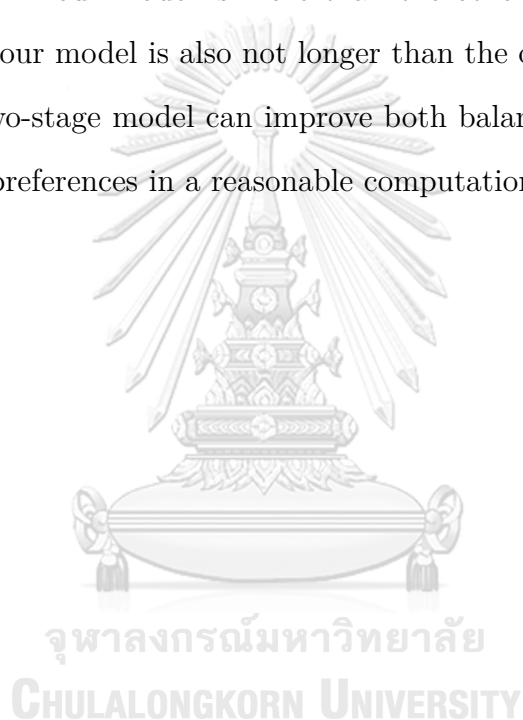 our model is also not longer than the
wo-stage model can improve both balan
preferences in a reasonable computation
จุฬาลงกรณ์มหาวิทยาลัย
CHULALONGKORN UNIVERSITY